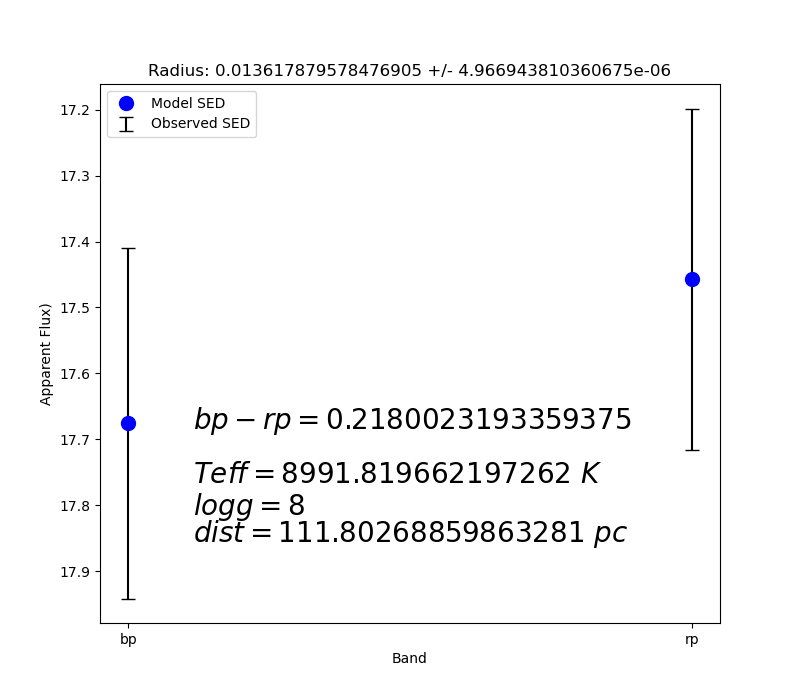 Radius: 0.013617879578476905 +/- 4.966943810360675e-06
Model SED
Observed SED
17.2
17.3
17.4
17.5
17.6
17.7
17.8
17.9
Apparent Flux)
bp − rp = 0.2180023193359375
Teff = 8991.819662197262 K
logg = 8
dist = 111.80268859863281 pc
bp
rp
Band